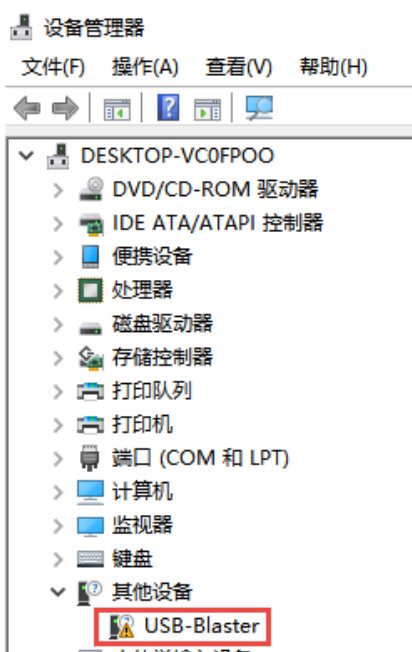 设备管理器
文件(F) 操作(A) 查看(V) 帮助(H)
DESKTOP-VC0FPOO
DVD/CD-ROM 驱动器
IDE ATA/ATAPI 控制器
便携设备
处理器
磁盘驱动器
存储控制器
打印队列
打印机
端口 (COM 和 LPT)
计算机
监视器
键盘
其他设备
USB-Blaster